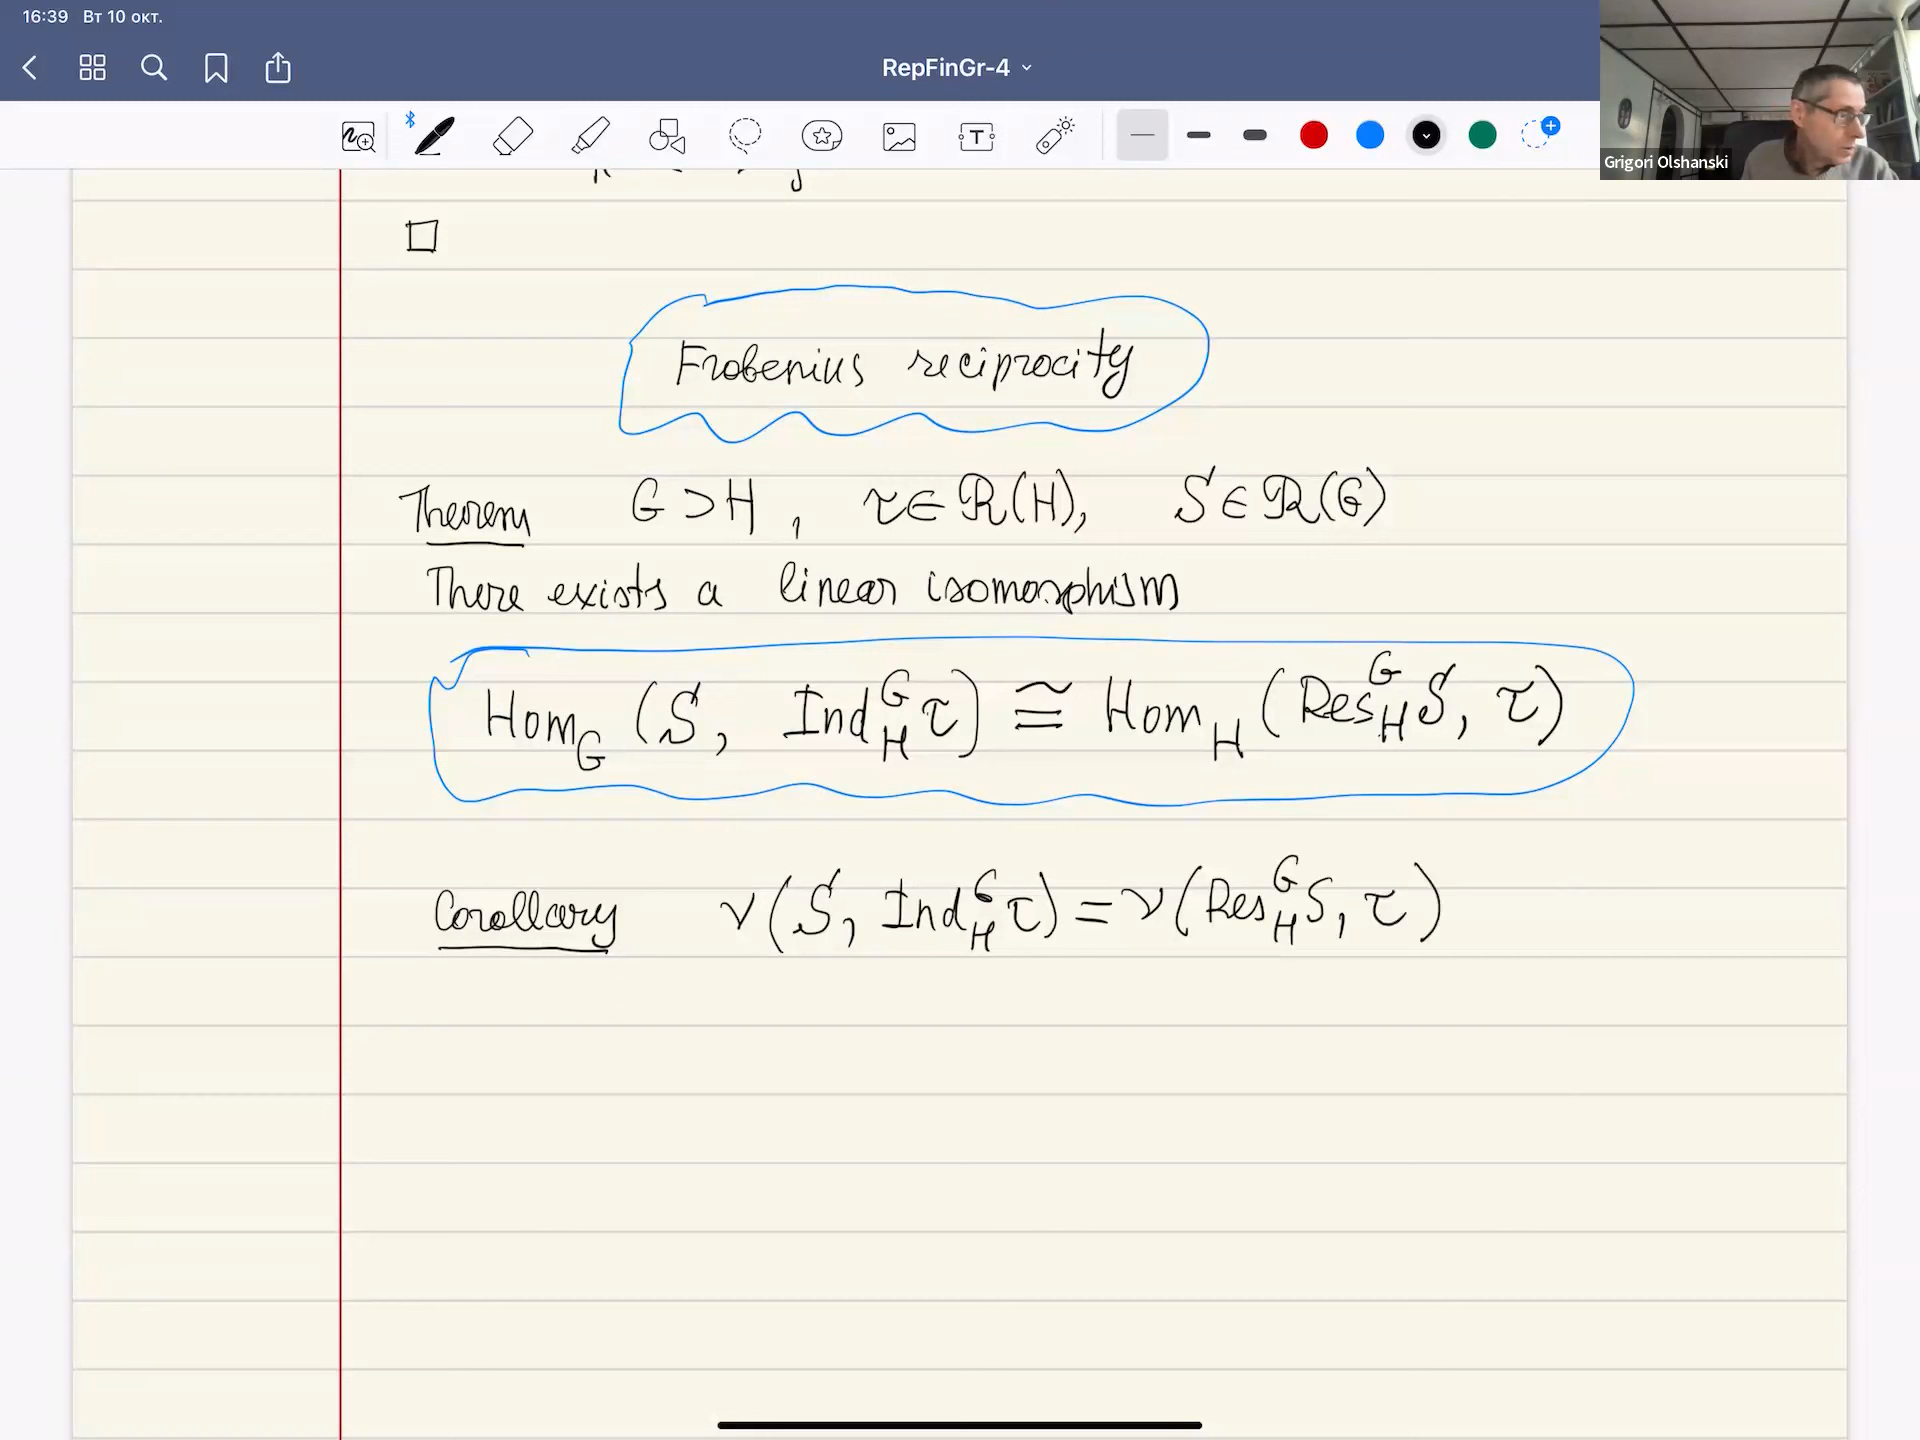 16:39 Вт 10 окт.
RepFinGr-4
Grigori Olshanski
□
Frobenius reciprocity
Theorem G ⊃ H, τ ∈ R(H), S ∈ R(G)
There exists a linear isomorphism
Hom_G (S, Ind_H^G τ) ≅ Hom_H (Res_H^G S, τ)
Corollary ν(S, Ind_H^G τ) = ν(Res_H^G S, τ)